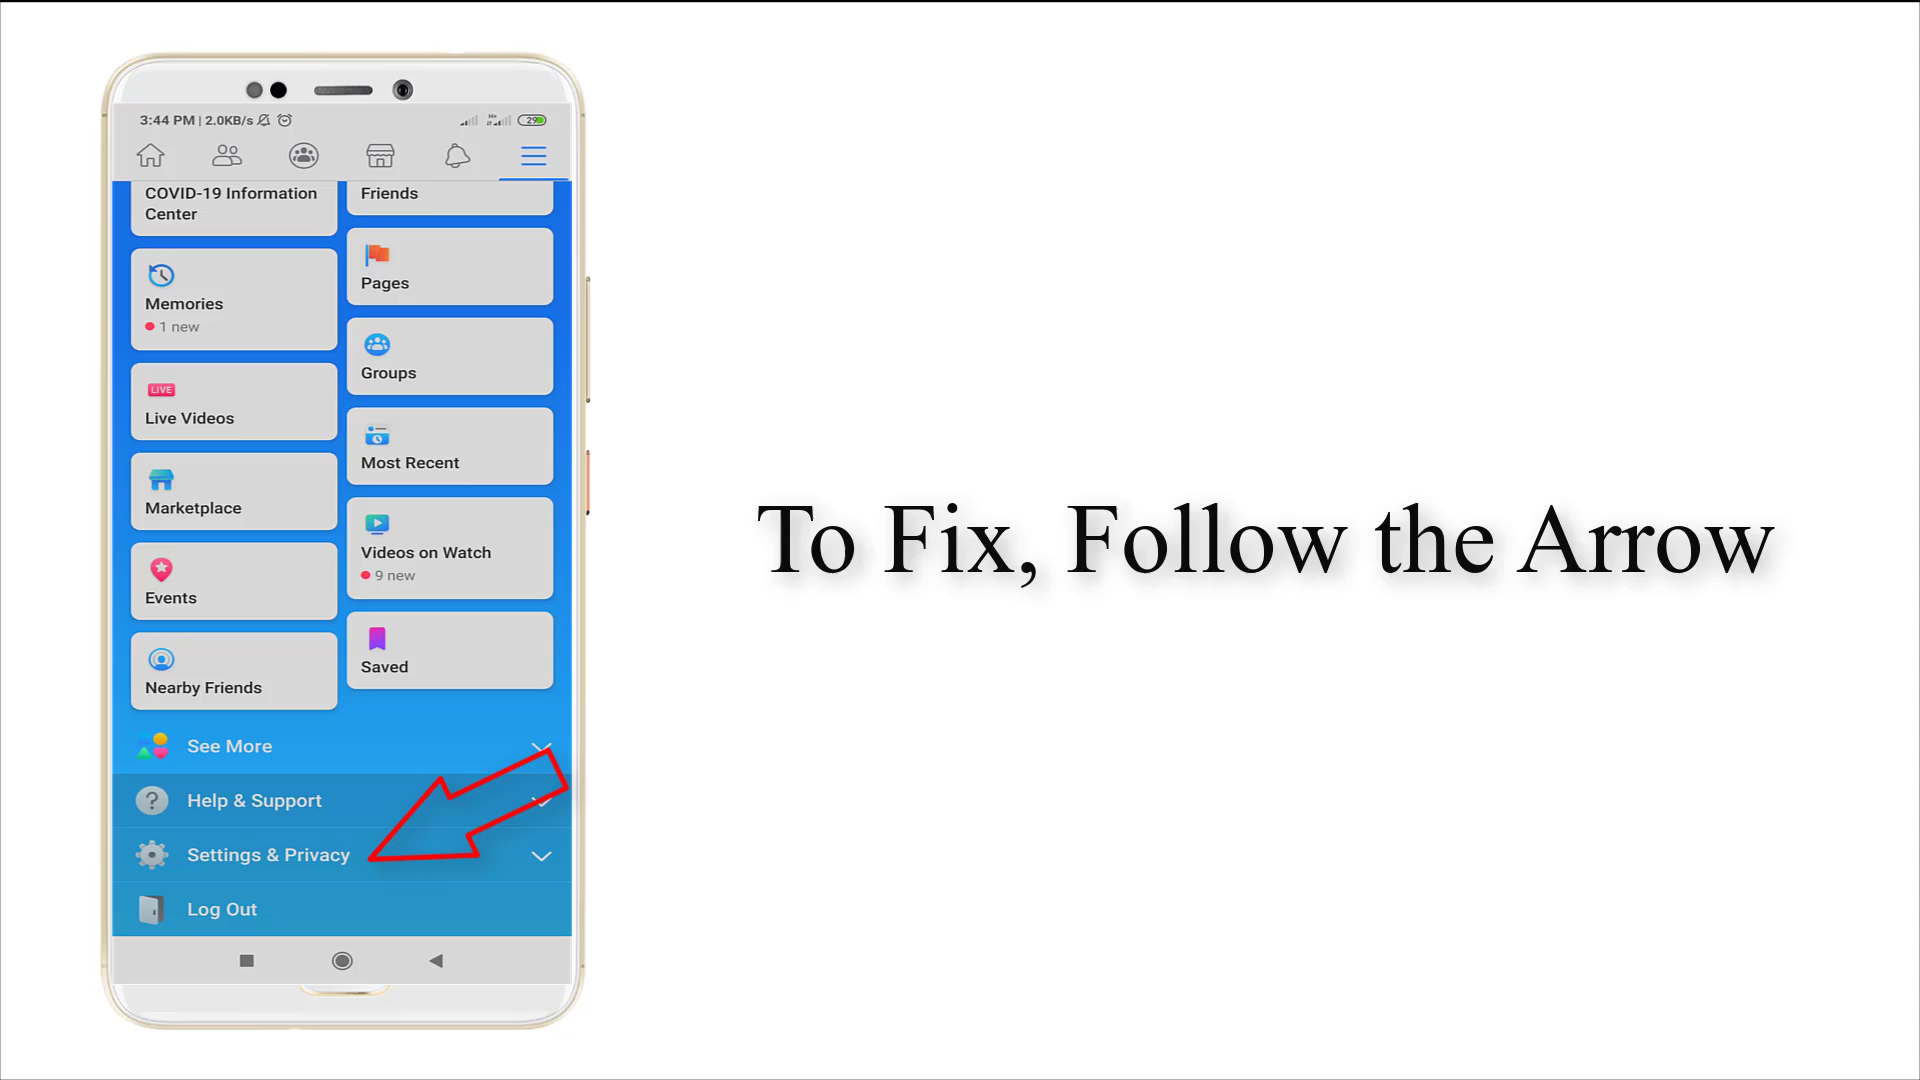 3:44 PM | 2.0KB/s
29
COVID-19 Information
Center
Friends
Memories
1 new
Pages
Groups
LIVE
Live Videos
Most Recent
Marketplace
Videos on Watch
9 new
Events
Saved
Nearby Friends
See More
? Help & Support
Settings & Privacy
Log Out
To Fix, Follow the Arrow